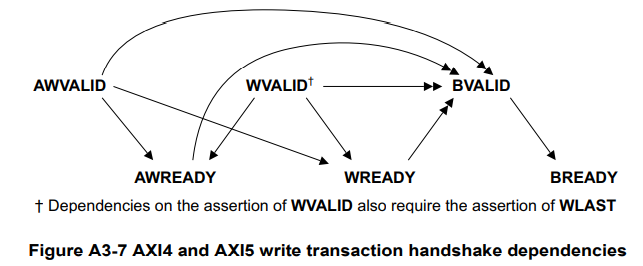 AWVALID WVALID† BVALID
AWREADY WREADY BREADY
† Dependencies on the assertion of WVALID also require the assertion of WLAST
Figure A3-7 AXI4 and AXI5 write transaction handshake dependencies